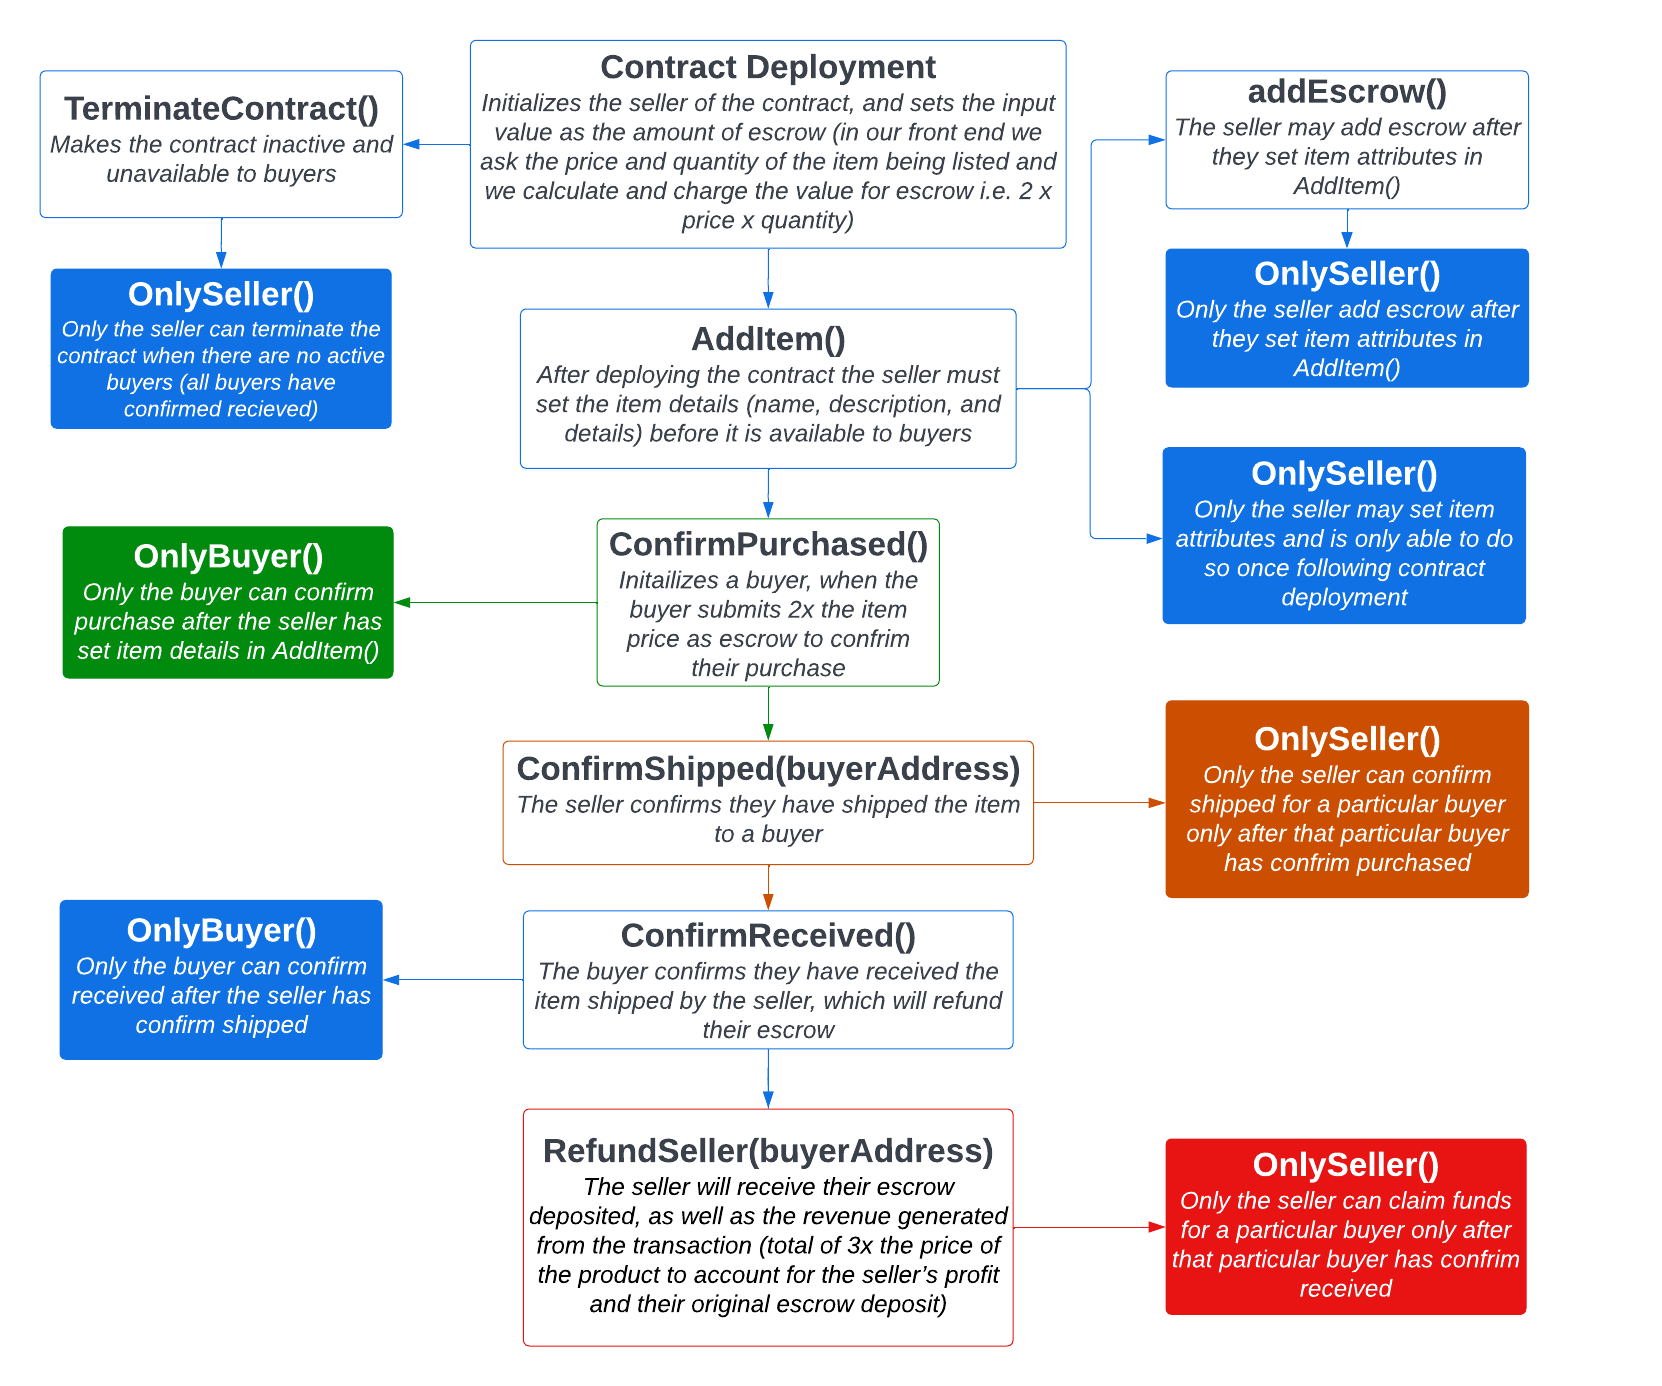 Contract Deployment
Initializes the seller of the contract, and sets the input
value as the amount of escrow (in our front end we
ask the price and quantity of the item being listed and
we calculate and charge the value for escrow i.e. 2 x
price x quantity)
TerminateContract()
Makes the contract inactive and
unavailable to buyers
addEscrow()
The seller may add escrow after
they set item attributes in
AddItem()
OnlySeller()
Only the seller can terminate the
contract when there are no active
buyers (all buyers have
confirmed recieved)
OnlySeller()
Only the seller add escrow after
they set item attributes in
AddItem()
AddItem()
After deploying the contract the seller must
set the item details (name, description, and
details) before it is available to buyers
OnlySeller()
Only the seller may set item
attributes and is only able to do
so once following contract
deployment
OnlyBuyer()
Only the buyer can confirm
purchase after the seller has
set item details in AddItem()
ConfirmPurchased()
Initailizes a buyer, when the
buyer submits 2x the item
price as escrow to confrim
their purchase
ConfirmShipped(buyerAddress)
The seller confirms they have shipped the item
to a buyer
OnlySeller()
Only the seller can confirm
shipped for a particular buyer
only after that particular buyer
has confrim purchased
OnlyBuyer()
Only the buyer can confirm
received after the seller has
confirm shipped
ConfirmReceived()
The buyer confirms they have received the
item shipped by the seller, which will refund
their escrow
RefundSeller(buyerAddress)
The seller will receive their escrow
deposited, as well as the revenue generated
from the transaction (total of 3x the price of
the product to account for the seller’s profit
and their original escrow deposit)
OnlySeller()
Only the seller can claim funds
for a particular buyer only after
that particular buyer has confrim
received